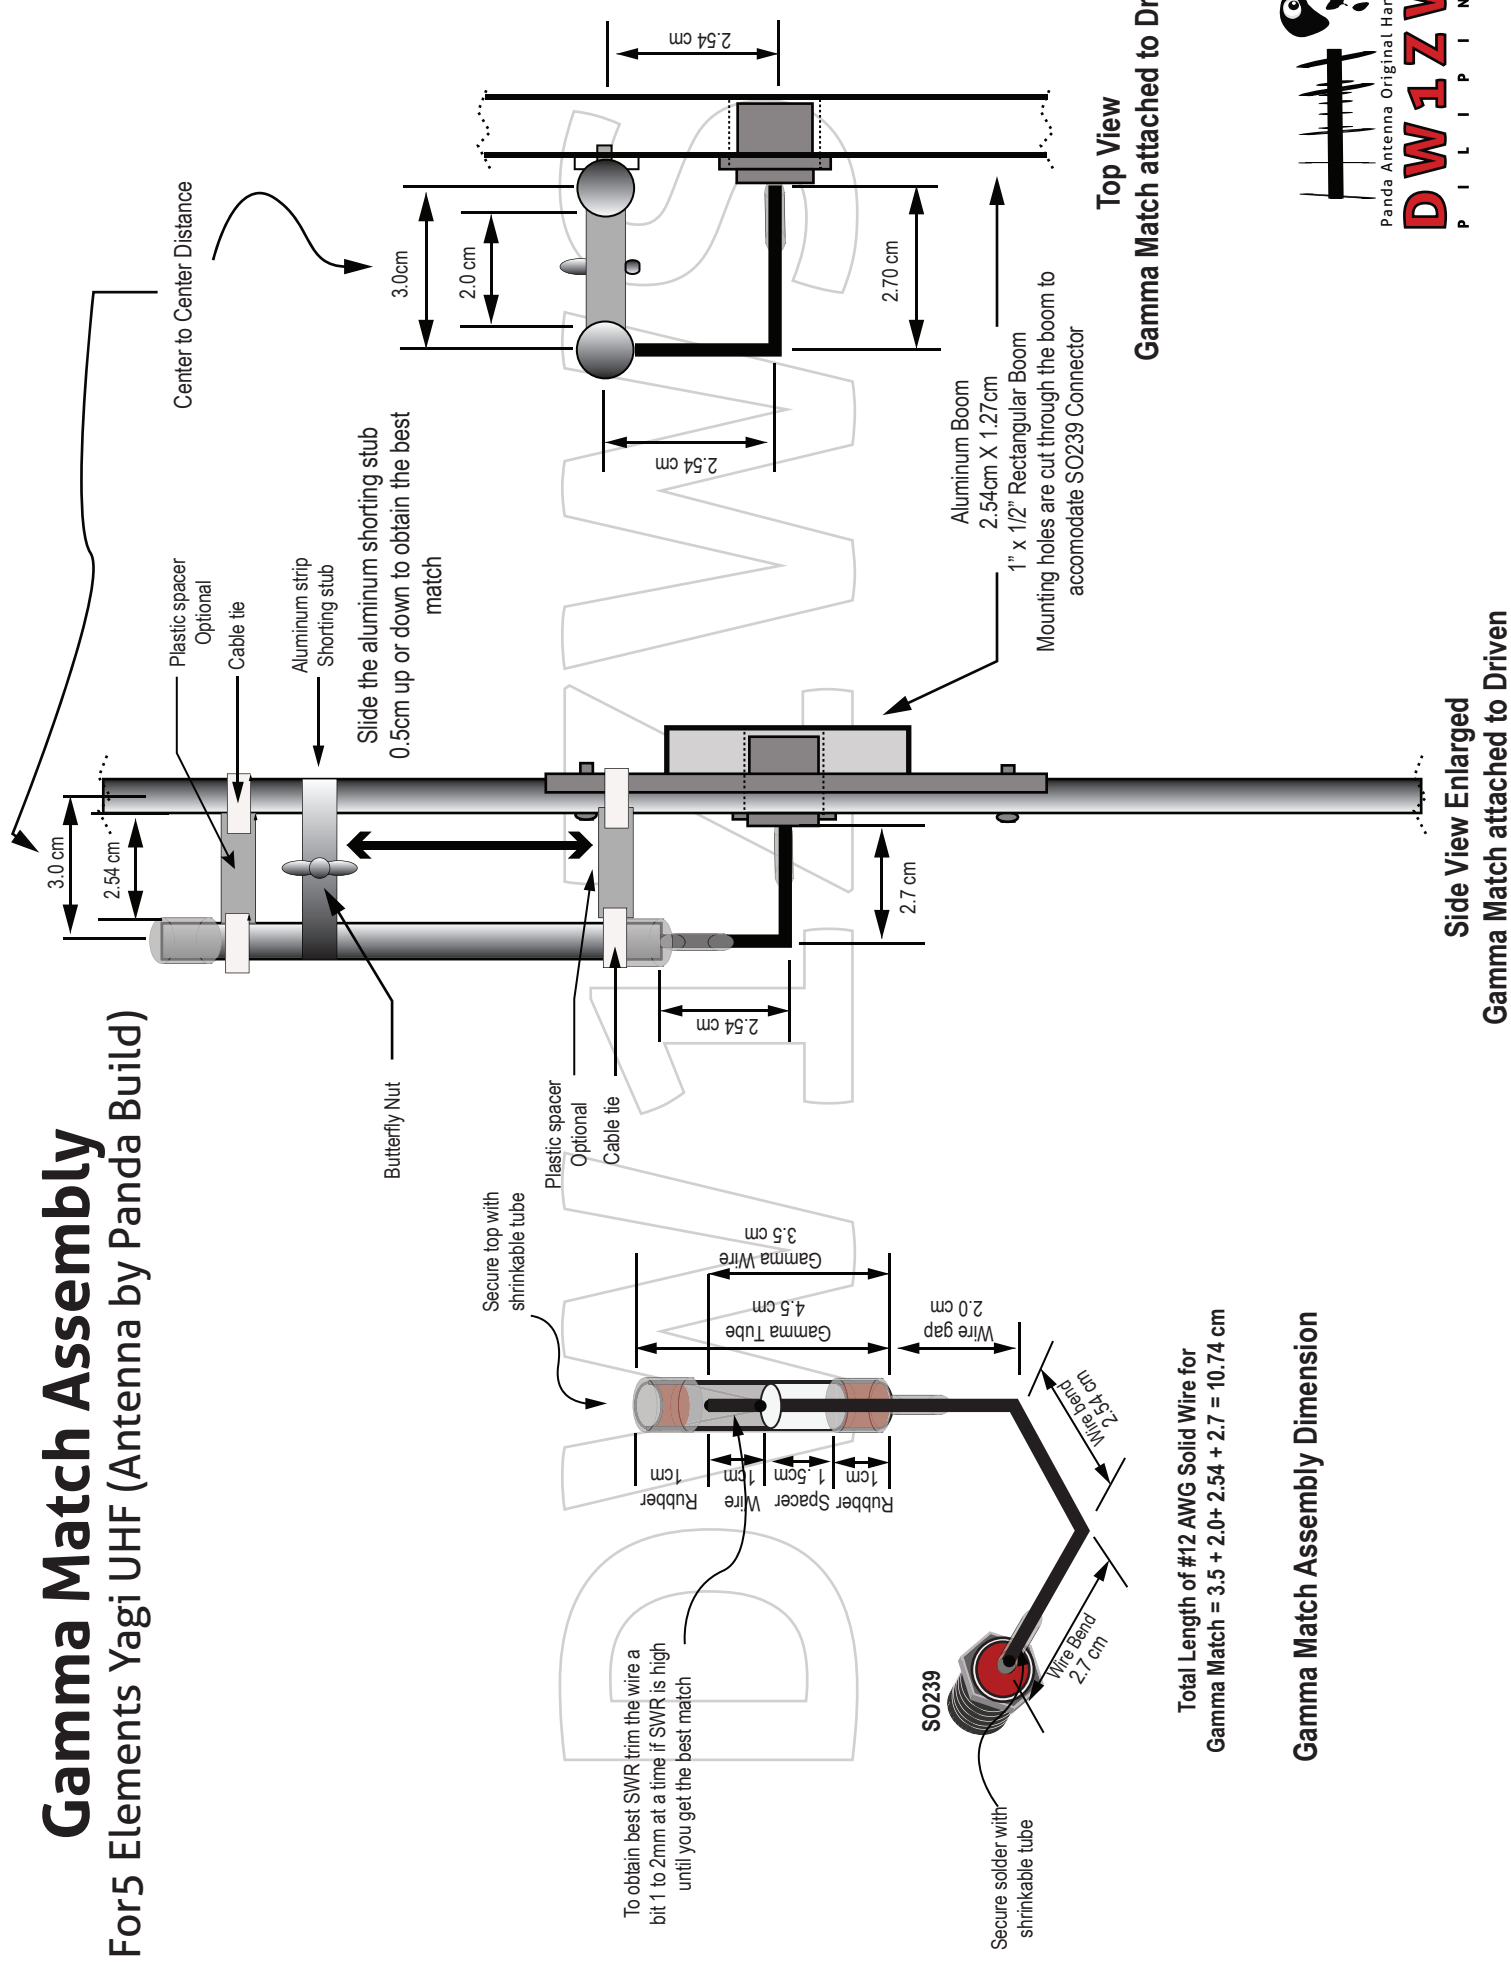 Gamma Match Assembly
For5 Elements Yagi UHF (Antenna by Panda Build)
3.0 cm
2.54 cm
Center to Center Distance
Plastic spacer
Optional
Cable tie
Aluminum strip
Shorting stub
Slide the aluminum shorting stub
0.5cm up or down to obtain the best
match
Butterfly Nut
Plastic spacer
Optional
Cable tie
2.54 cm
2.7 cm
3.0cm
2.0 cm
2.54 cm
2.54 cm
2.70 cm
Aluminum Boom
2.54cm X 1.27cm
1” x 1/2” Rectangular Boom
Mounting holes are cut through the boom to
accomodate SO239 Connector
Top View
Gamma Match attached to Dr
Side View Enlarged
Gamma Match attached to Driven
Secure top with
shrinkable tube
Gamma Wire
3.5 cm
Gamma Tube
4.5 cm
Wire gap
2.0 cm
Rubber
1cm
Wire
1cm
Spacer
1.5cm
Rubber
1cm
To obtain best SWR trim the wire a
bit 1 to 2mm at a time if SWR is high
until you get the best match
Wire bend
2.54 cm
Wire Bend
2.7 cm
SO239
Secure solder with
shrinkable tube
Total Length of #12 AWG Solid Wire for
Gamma Match = 3.5 + 2.0+ 2.54 + 2.7 = 10.74 cm
Gamma Match Assembly Dimension
Panda Antenna Original Har
DW1ZW
PILIPIN
DW1ZWS